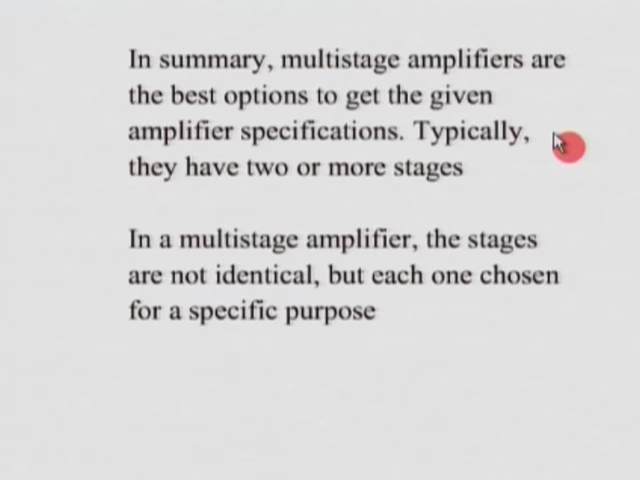 In summary, multistage amplifiers are
the best options to get the given
amplifier specifications. Typically,
they have two or more stages
In a multistage amplifier, the stages
are not identical, but each one chosen
for a specific purpose